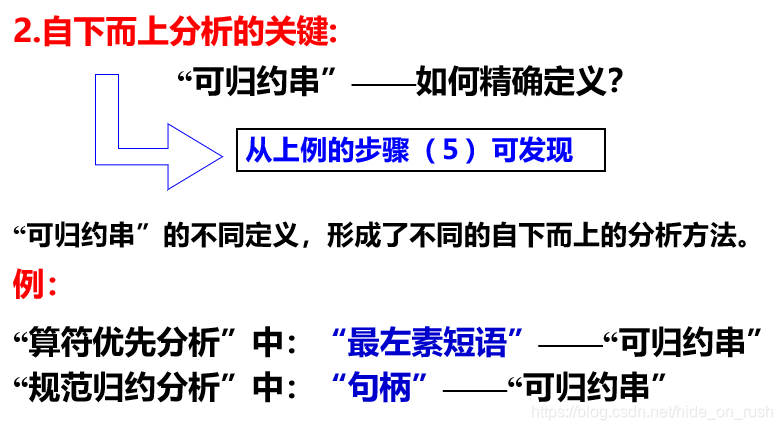 2.自下而上分析的关键:
“可归约串”——如何精确定义？
从上例的步骤（5）可发现
“可归约串”的不同定义，形成了不同的自下而上的分析方法。
例：
“算符优先分析”中：“最左素短语”——“可归约串”
“规范归约分析”中：“句柄”——“可归约串”
https://blog.csdn.net/hide_on_rush